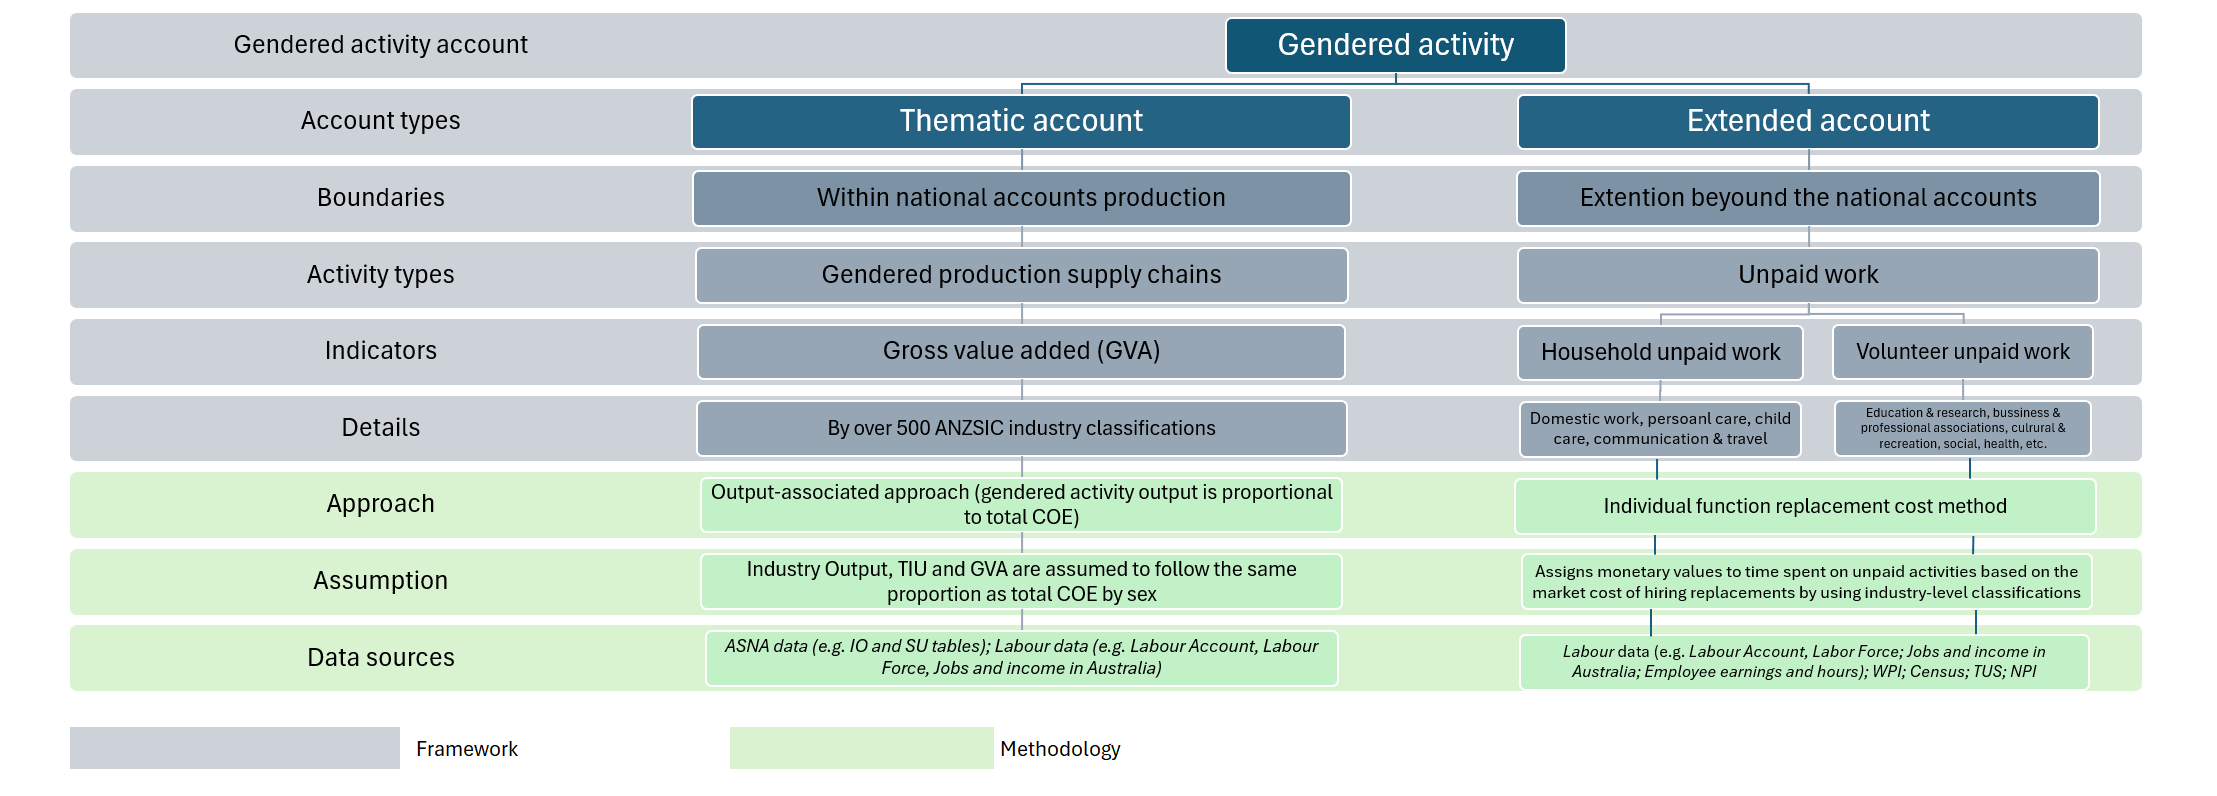 Gendered activity account
Gendered activity
Account types
Thematic account
Extended account
Boundaries
Within national accounts production
Extention beyound the national accounts
Activity types
Gendered production supply chains
Unpaid work
Indicators
Gross value added (GVA)
Household unpaid work
Volunteer unpaid work
Details
By over 500 ANZSIC industry classifications
Domestic work, persoanl care, child
care, communication & travel
Education & research, bussiness &
professional associations, culrural &
recreation, social, health, etc.
Approach
Output-associated approach (gendered activity output is proportional
to total COE)
Individual function replacement cost method
Assumption
Industry Output, TIU and GVA are assumed to follow the same
proportion as total COE by sex
Assigns monetary values to time spent on unpaid activities based on the
market cost of hiring replacements by using industry-level classifications
Data sources
ASNA data (e.g. IO and SU tables); Labour data (e.g. Labour Account, Labour
Force, Jobs and income in Australia)
Labour data (e.g. Labour Account, Labor Force; Jobs and income in
Australia; Employee earnings and hours); WPI; Census; TUS; NPI
Framework
Methodology